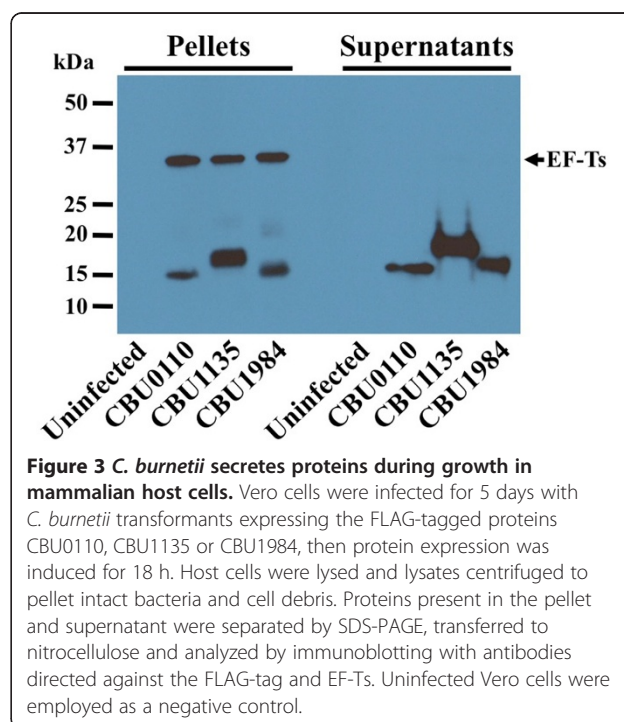 Pellets Supernatants
kDa
50
37
EF-Ts
25
20
15
10
Uninfected CBU0110 CBU1135 CBU1984 Uninfected CBU0110 CBU1135 CBU1984
Figure 3 C. burnetii secretes proteins during growth in
mammalian host cells. Vero cells were infected for 5 days with
C. burnetii transformants expressing the FLAG-tagged proteins
CBU0110, CBU1135 or CBU1984, then protein expression was
induced for 18 h. Host cells were lysed and lysates centrifuged to
pellet intact bacteria and cell debris. Proteins present in the pellet
and supernatant were separated by SDS-PAGE, transferred to
nitrocellulose and analyzed by immunoblotting with antibodies
directed against the FLAG-tag and EF-Ts. Uninfected Vero cells were
employed as a negative control.